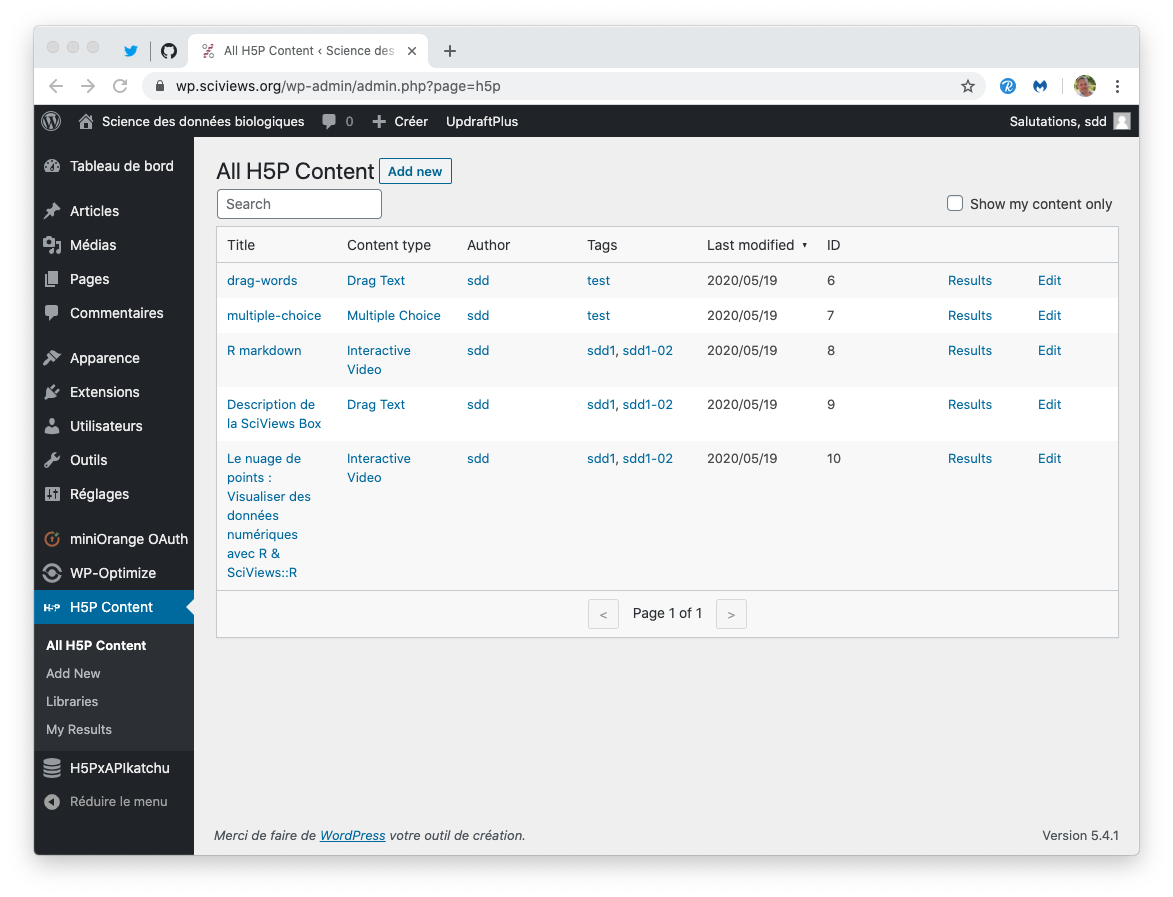 All H5P Content ‹ Science des
wp.sciviews.org/wp-admin/admin.php?page=h5p
Science des données biologiques 0 Créer UpdraftPlus Salutations, sdd
Tableau de bord
Articles
Médias
Pages
Commentaires
Apparence
Extensions
Utilisateurs
Outils
Réglages
miniOrange OAuth
WP-Optimize
H5P H5P Content
All H5P Content
Add New
Libraries
My Results
H5PxAPIkatchu
Réduire le menu
All H5P Content Add new
Search Show my content only
Title Content type Author Tags Last modified ▼ ID
drag-words Drag Text sdd test 2020/05/19 6 Results Edit
multiple-choice Multiple Choice sdd test 2020/05/19 7 Results Edit
R markdown Interactive sdd sdd1, sdd1-02 2020/05/19 8 Results Edit
Video
Description de Drag Text sdd sdd1, sdd1-02 2020/05/19 9 Results Edit
la SciViews Box
Le nuage de Interactive sdd sdd1, sdd1-02 2020/05/19 10 Results Edit
points : Video
Visualiser des
données
numériques
avec R &
SciViews::R
< Page 1 of 1 >
Merci de faire de WordPress votre outil de création. Version 5.4.1